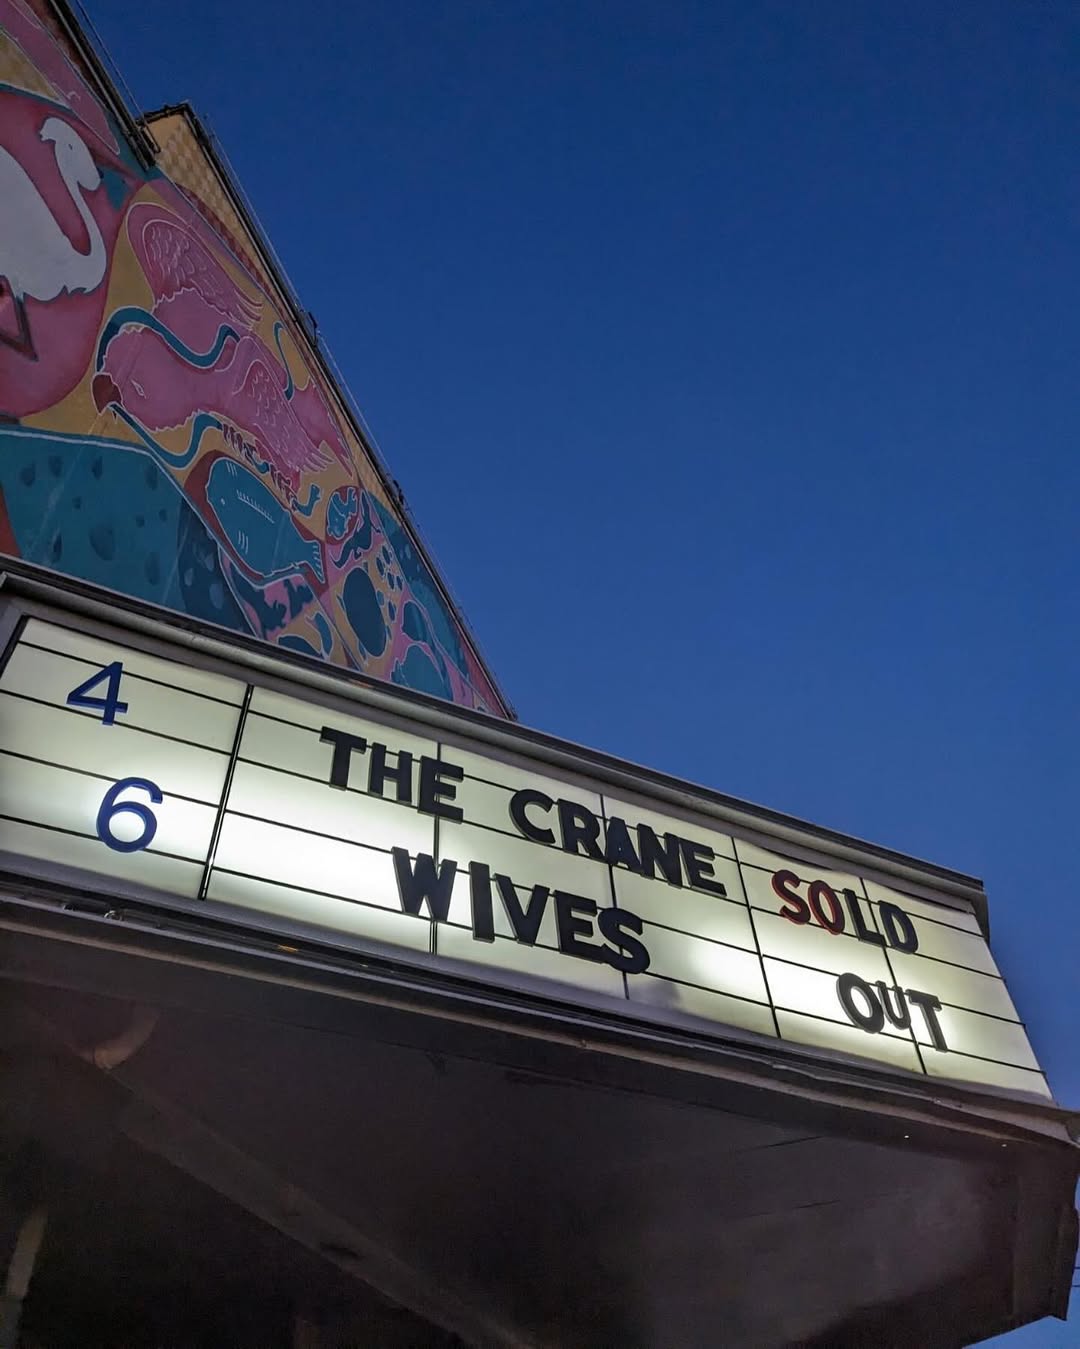 4
6
THE CRANE
WIVES
SOLD
OUT